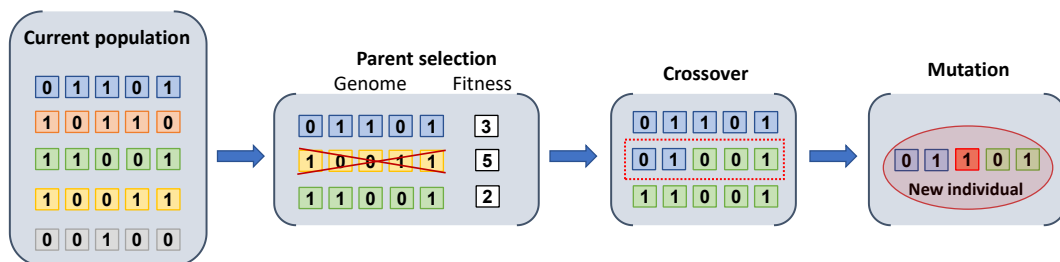 Current population
0 1 1 0 1
1 0 1 1 0
1 1 0 0 1
1 0 0 1 1
0 0 1 0 0
Parent selection
Genome Fitness
0 1 1 0 1 3
1 0 0 1 1 5
1 1 0 0 1 2
Crossover
0 1 1 0 1
0 1 0 0 1
1 1 0 0 1
Mutation
0 1 1 0 1
New individual